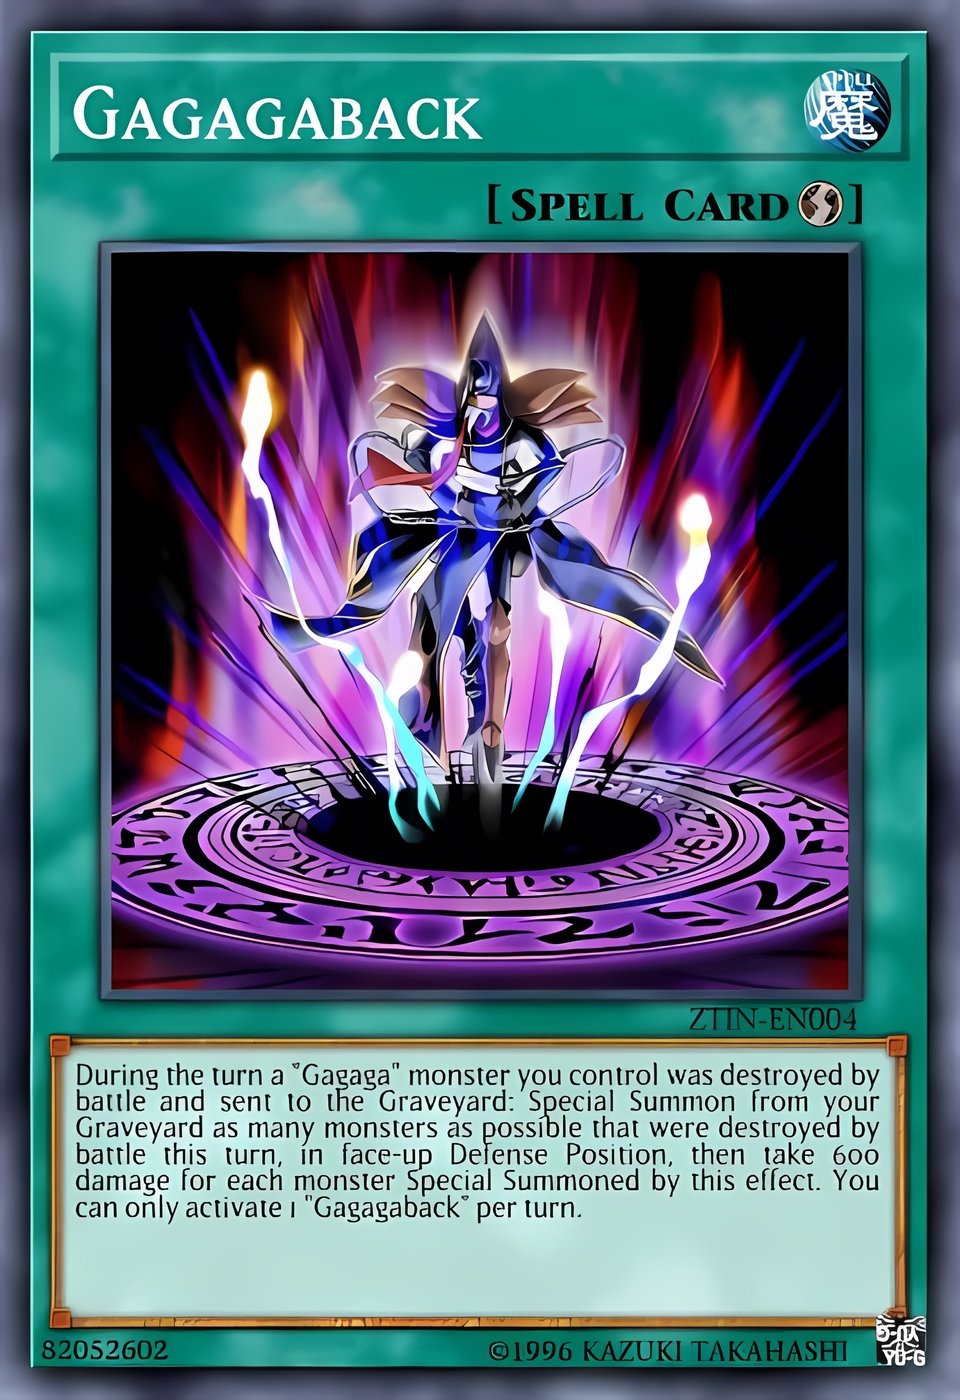 GAGAGABACK
魔
[SPELL CARD]
ZTIN-EN004
During the turn a "Gagaga" monster you control was destroyed by
battle and sent to the Graveyard: Special Summon from your
Graveyard as many monsters as possible that were destroyed by
battle this turn, in face-up Defense Position, then take 600
damage for each monster Special Summoned by this effect. You
can only activate 1 "Gagagaback" per turn.
82052602
©1996 KAZUKI TAKAHASHI